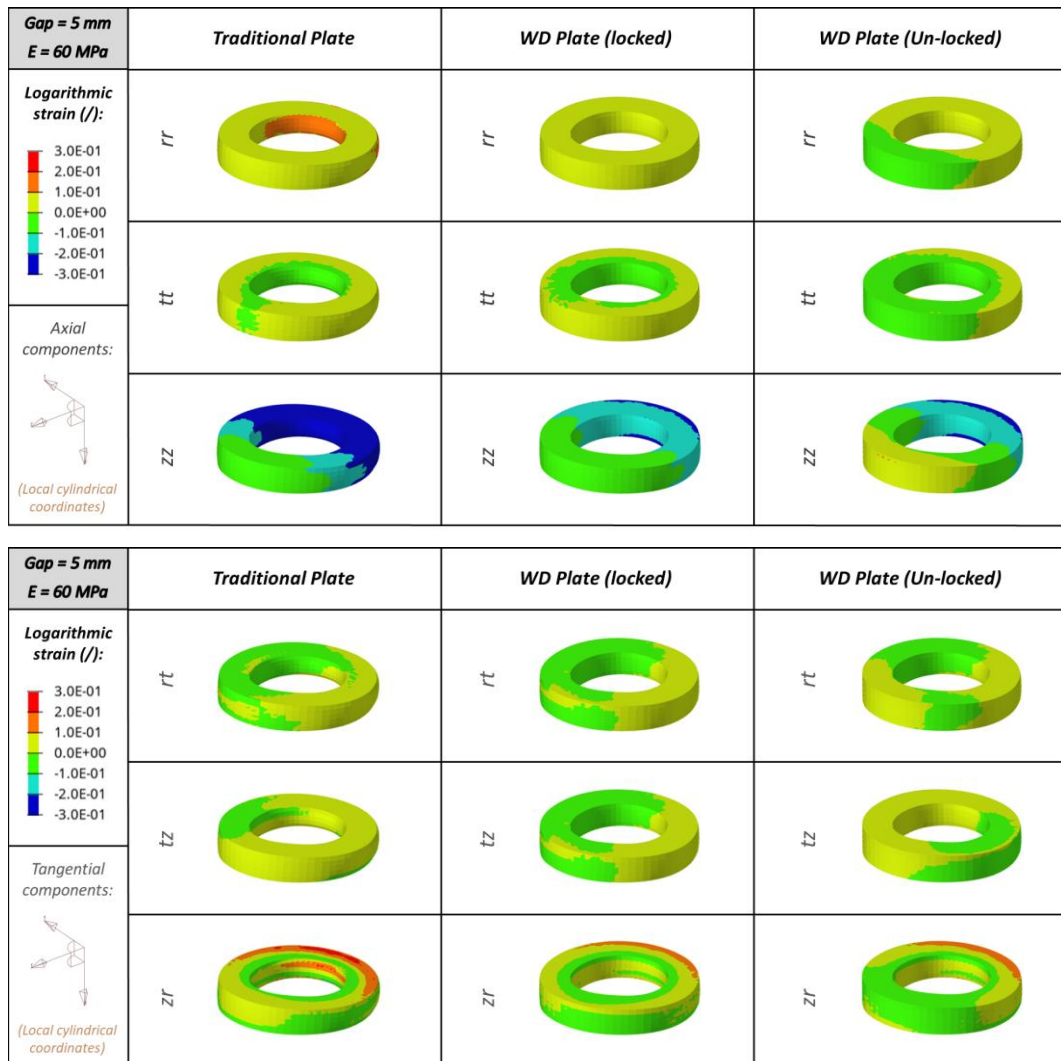 Gap = 5 mm
E = 60 MPa
Traditional Plate
WD Plate (locked)
WD Plate (Un-locked)
Logarithmic
strain (/):
3.0E-01
2.0E-01
1.0E-01
0.0E+00
-1.0E-01
-2.0E-01
-3.0E-01
rr
rr
rr
tt
tt
tt
Axial
components:
(Local cylindrical
coordinates)
zz
zz
zz
Gap = 5 mm
E = 60 MPa
Traditional Plate
WD Plate (locked)
WD Plate (Un-locked)
Logarithmic
strain (/):
3.0E-01
2.0E-01
1.0E-01
0.0E+00
-1.0E-01
-2.0E-01
-3.0E-01
rt
rt
rt
tz
tz
tz
Tangential
components:
(Local cylindrical
coordinates)
zr
zr
zr